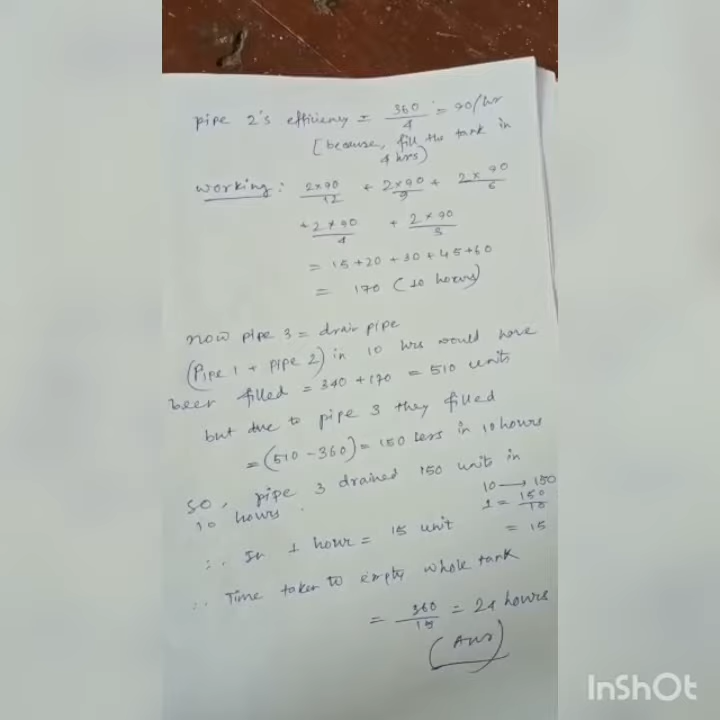 pipe 2's efficiency = 360/4 = 90/hr
[because, fill the tank in
4 hrs)
working: 2×90/12 + 2×90/9 + 2×90/6
+ 2×90/4 + 2×90/3
= 15+20+30+45+60
= 170 (10 hours)
now pipe 3 = drain pipe
(Pipe 1 + pipe 2) in 10 hrs would have
been filled = 340 + 170 = 510 units
but due to pipe 3 they filled
= (510 - 360) = 150 less in 10 hours
so, pipe 3 drained 150 units in
10 hours.
10 → 150
∴ In 1 hour = 15 unit
1 = 150/10
= 15
∴ Time taken to empty whole tank
= 360/15 = 24 hours
(Ans)
InShOt